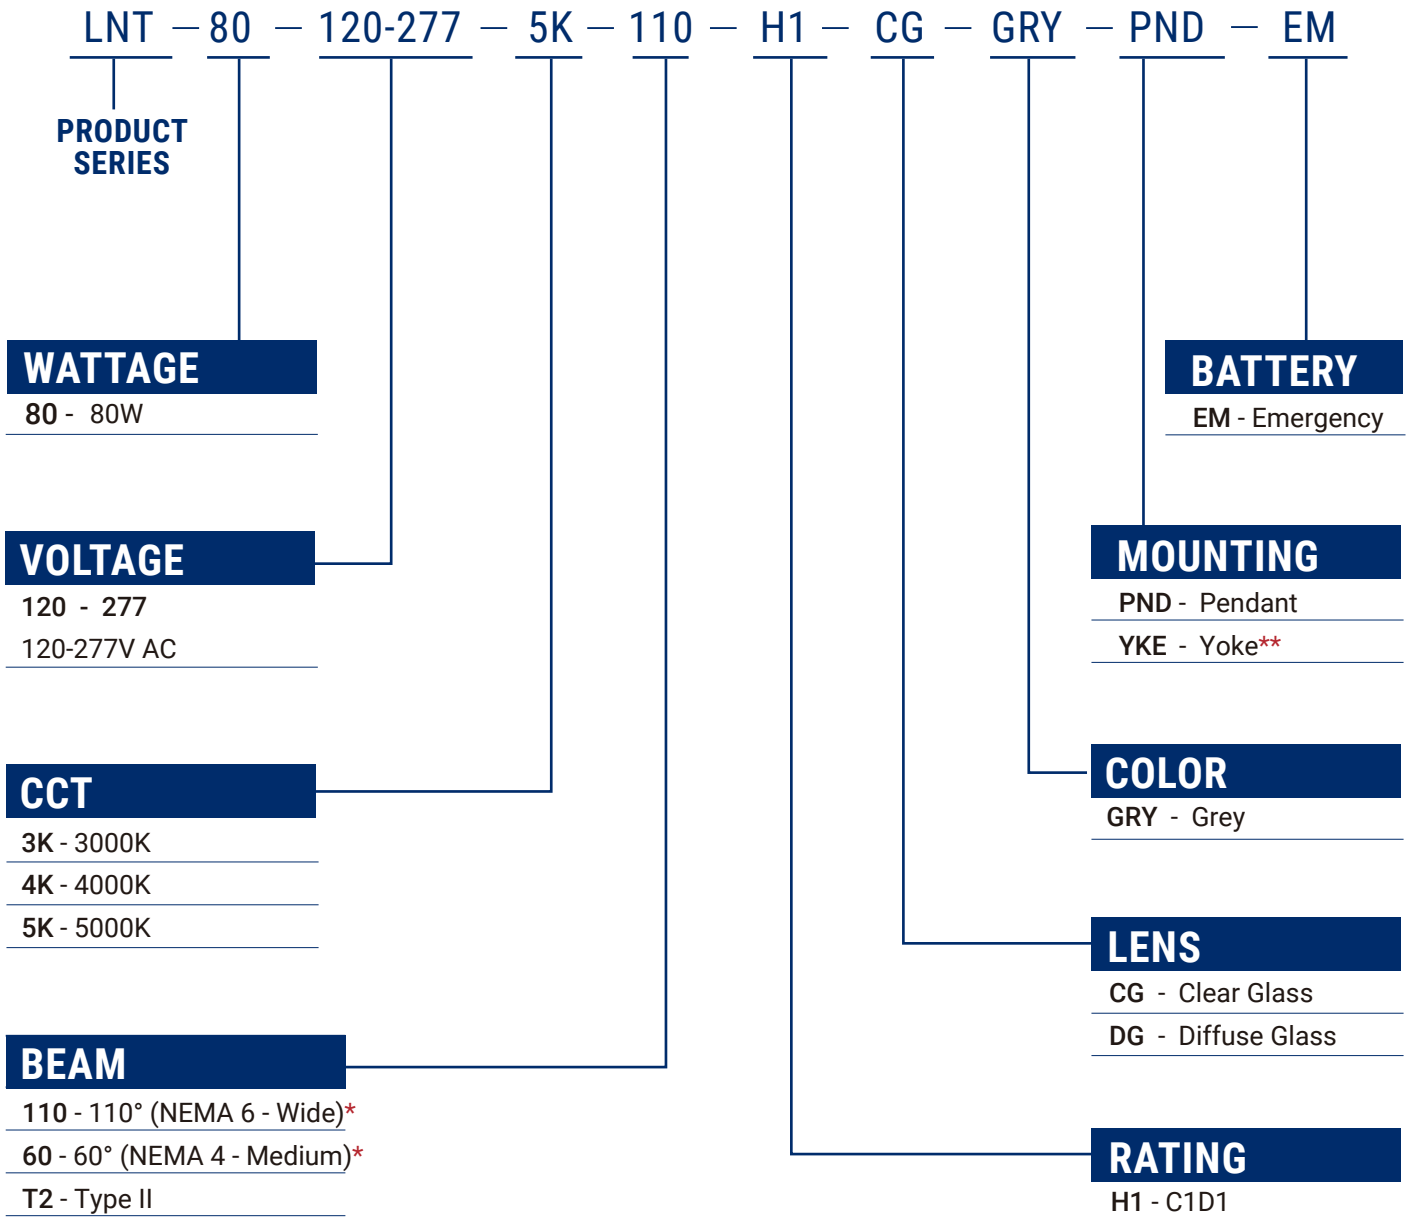 LNT — 80 — 120-277 — 5K — 110 — H1 — CG — GRY — PND — EM
PRODUCT
SERIES
WATTAGE
80 - 80W
VOLTAGE
120 - 277
120-277V AC
CCT
3K - 3000K
4K - 4000K
5K - 5000K
BEAM
110 - 110° (NEMA 6 - Wide)*
60 - 60° (NEMA 4 - Medium)*
T2 - Type II
BATTERY
EM - Emergency
MOUNTING
PND - Pendant
YKE - Yoke**
COLOR
GRY - Grey
LENS
CG - Clear Glass
DG - Diffuse Glass
RATING
H1 - C1D1